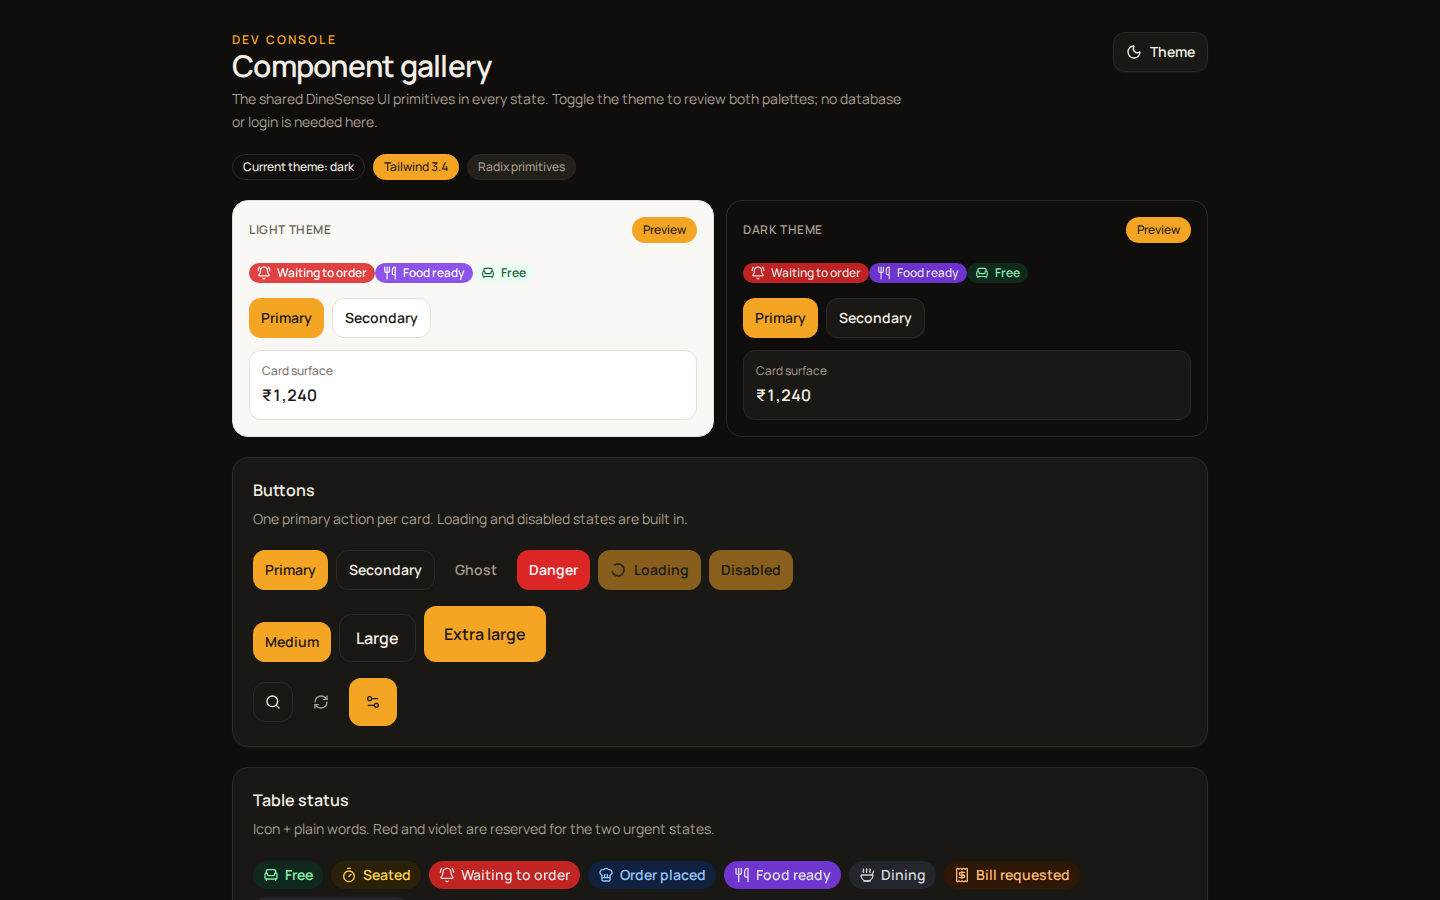 DEV CONSOLE
Component gallery
Theme
The shared DineSense UI primitives in every state. Toggle the theme to review both palettes; no database
or login is needed here.
Current theme: dark
Tailwind 3.4
Radix primitives
LIGHT THEME
Preview
Waiting to order
Food ready
Free
Primary
Secondary
Card surface
₹1,240
DARK THEME
Preview
Waiting to order
Food ready
Free
Primary
Secondary
Card surface
₹1,240
Buttons
One primary action per card. Loading and disabled states are built in.
Primary
Secondary
Ghost
Danger
Loading
Disabled
Medium
Large
Extra large
Table status
Icon + plain words. Red and violet are reserved for the two urgent states.
Free
Seated
Waiting to order
Order placed
Food ready
Dining
Bill requested